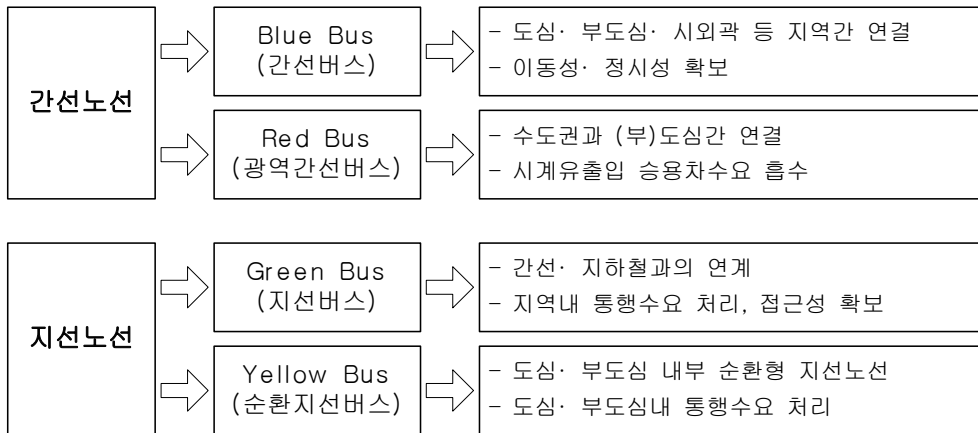 간선노선
Blue Bus
(간선버스)
- 도심· 부도심· 시외곽 등 지역간 연결
- 이동성· 정시성 확보
Red Bus
(광역간선버스)
- 수도권과 (부)도심간 연결
- 시계유출입 승용차수요 흡수
지선노선
Green Bus
(지선버스)
- 간선· 지하철과의 연계
- 지역내 통행수요 처리, 접근성 확보
Yellow Bus
(순환지선버스)
- 도심· 부도심 내부 순환형 지선노선
- 도심· 부도심내 통행수요 처리